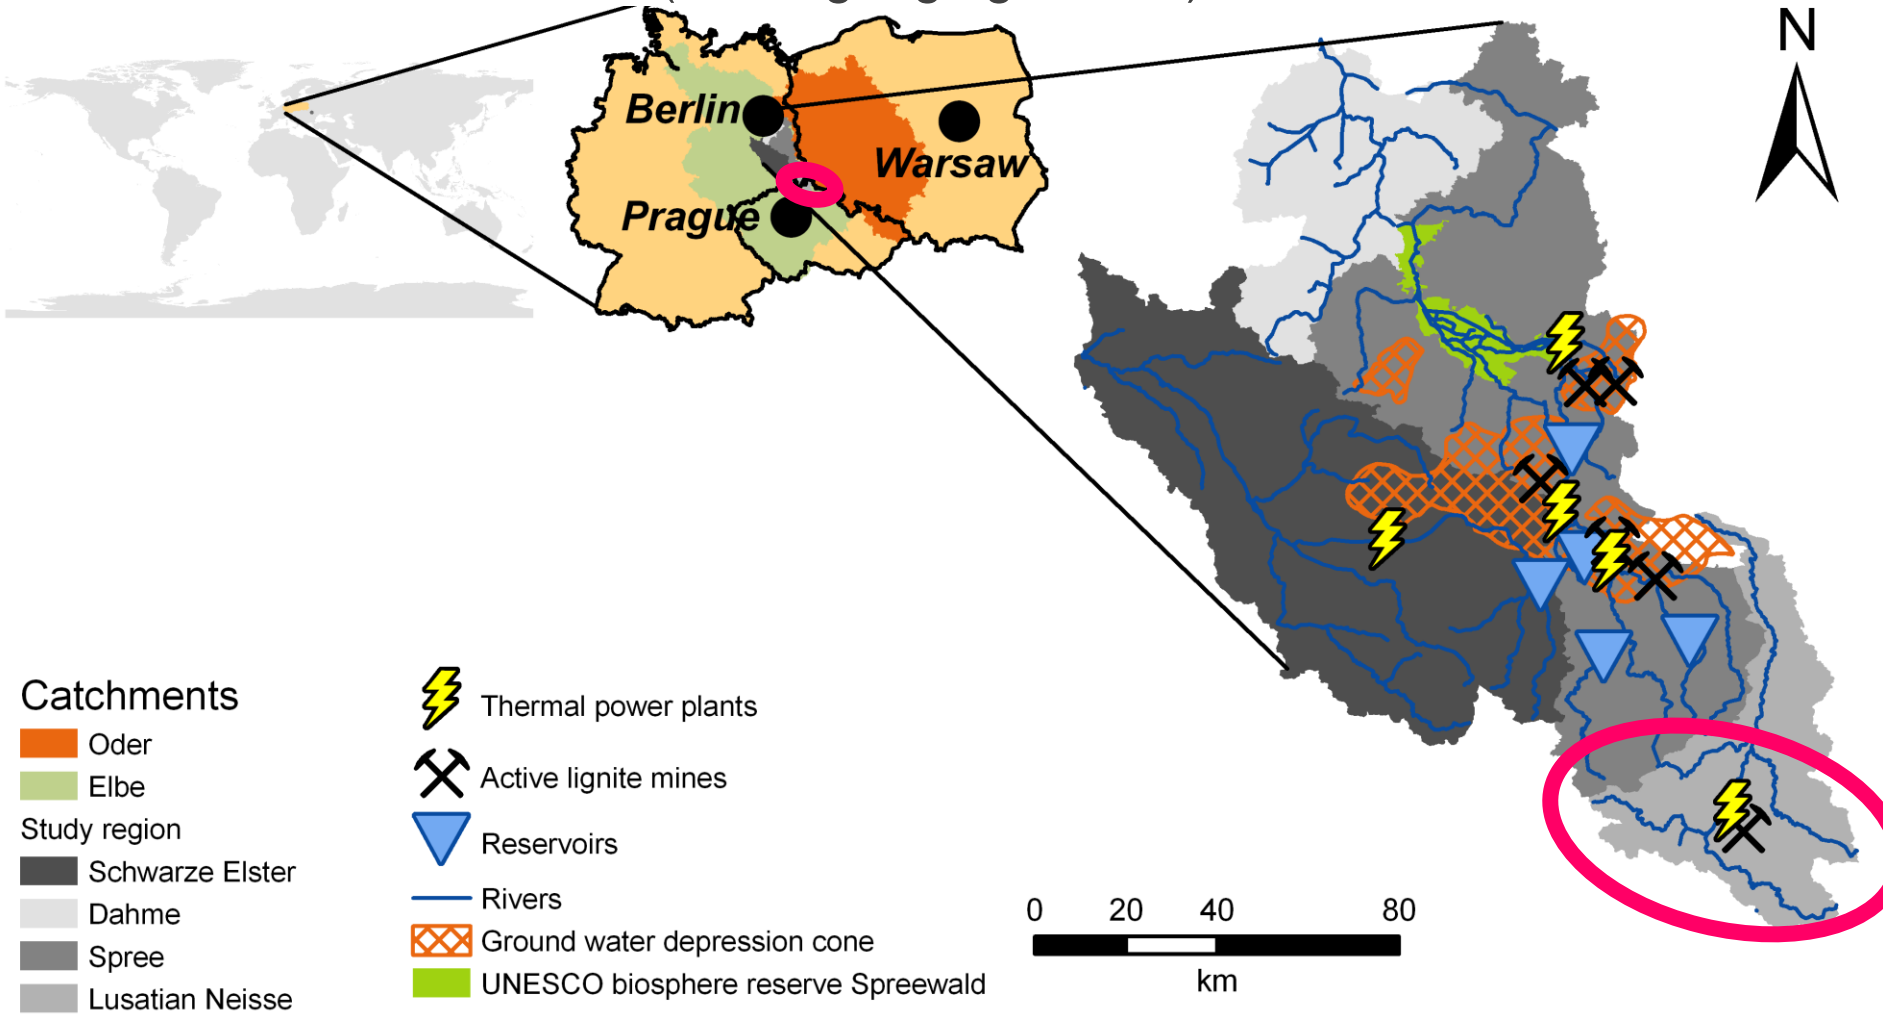 N
Berlin
Warsaw
Prague
Catchments
Oder
Elbe
Study region
Schwarze Elster
Dahme
Spree
Lusatian Neisse
Thermal power plants
Active lignite mines
Reservoirs
Rivers
Ground water depression cone
UNESCO biosphere reserve Spreewald
0 20 40 80
km